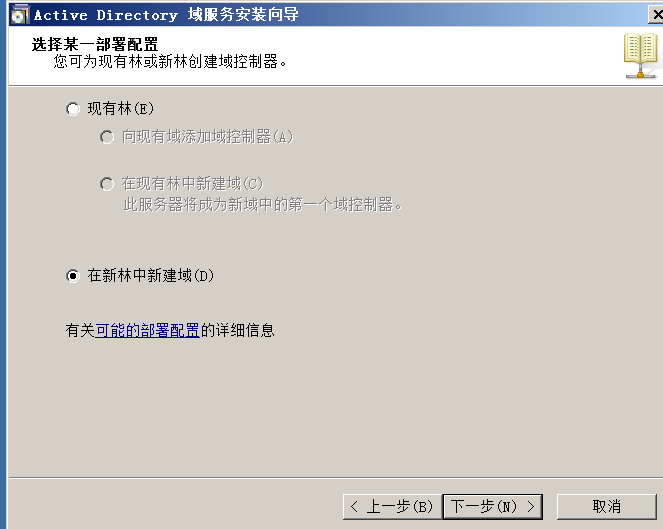 Active Directory 域服务安装向导
选择某一部署配置
您可为现有林或新林创建域控制器。
现有林(E)
向现有域添加域控制器(A)
在现有林中新建域(C)
此服务器将成为新域中的第一个域控制器。
在新林中新建域(D)
有关可能的部署配置的详细信息
< 上一步(B) 下一步(N) > 取消